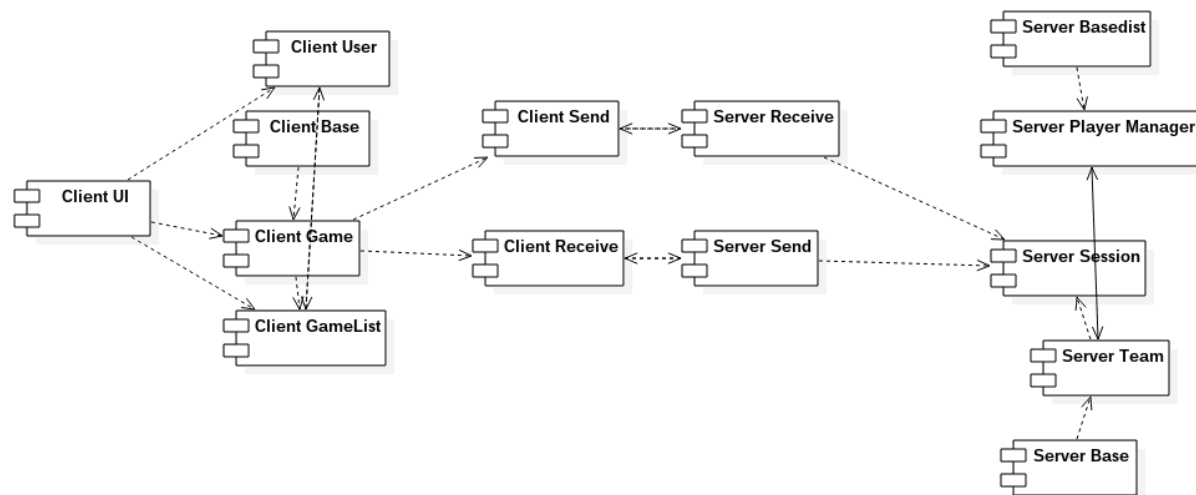 Server Basedist
Client User
Client Base
Client Send
Server Receive
Server Player Manager
Client UI
Client Game
Client Receive
Server Send
Server Session
Client GameList
Server Team
Server Base